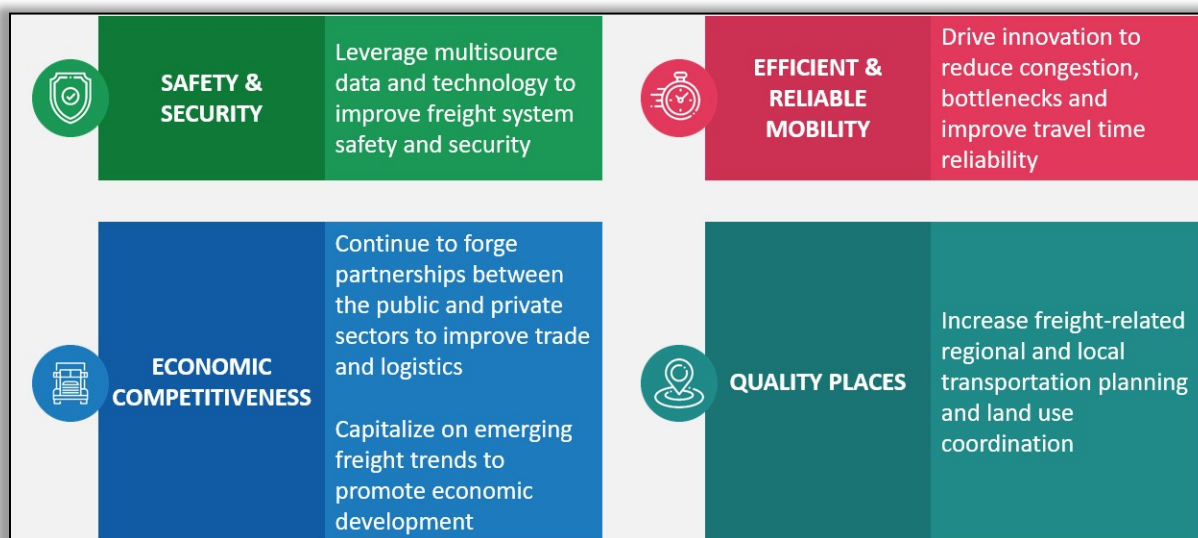 SAFETY &
SECURITY
Leverage multisource
data and technology to
improve freight system
safety and security
EFFICIENT &
RELIABLE
MOBILITY
Drive innovation to
reduce congestion,
bottlenecks and
improve travel time
reliability
ECONOMIC
COMPETITIVENESS
Continue to forge
partnerships between
the public and private
sectors to improve trade
and logistics
Capitalize on emerging
freight trends to
promote economic
development
QUALITY PLACES
Increase freight-related
regional and local
transportation planning
and land use
coordination